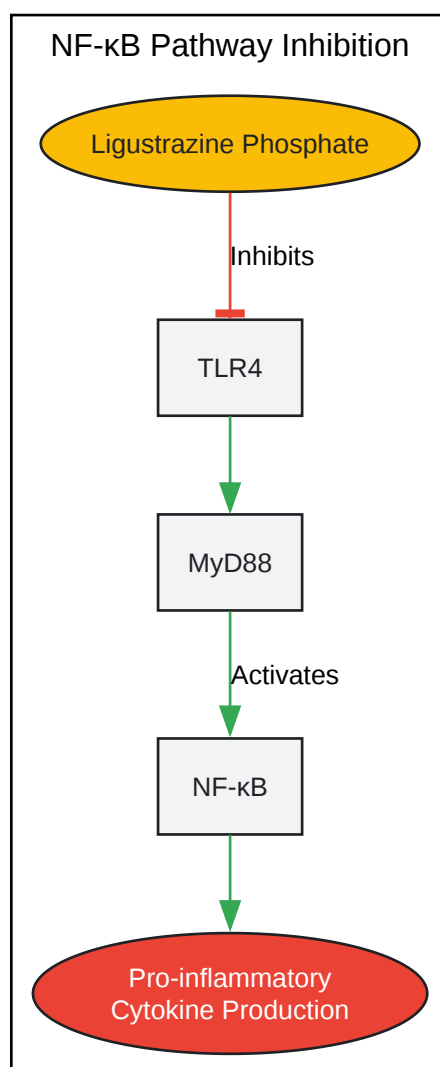 NF-κB Pathway Inhibition
Ligustrazine Phosphate
Inhibits
TLR4
MyD88
Activates
NF-κB
Pro-inflammatory
Cytokine Production